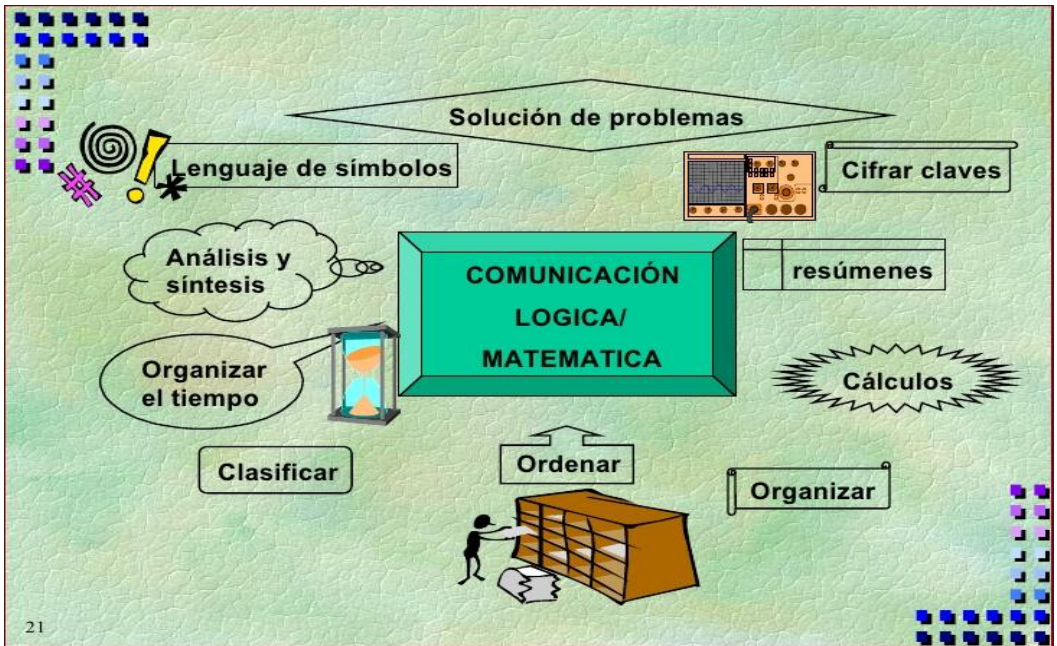 Solución de problemas
Lenguaje de símbolos
Cifrar claves
Análisis y
síntesis
COMUNICACIÓN
LOGICA/
MATEMATICA
resúmenes
Organizar
el tiempo
Cálculos
Clasificar
Ordenar
Organizar
21